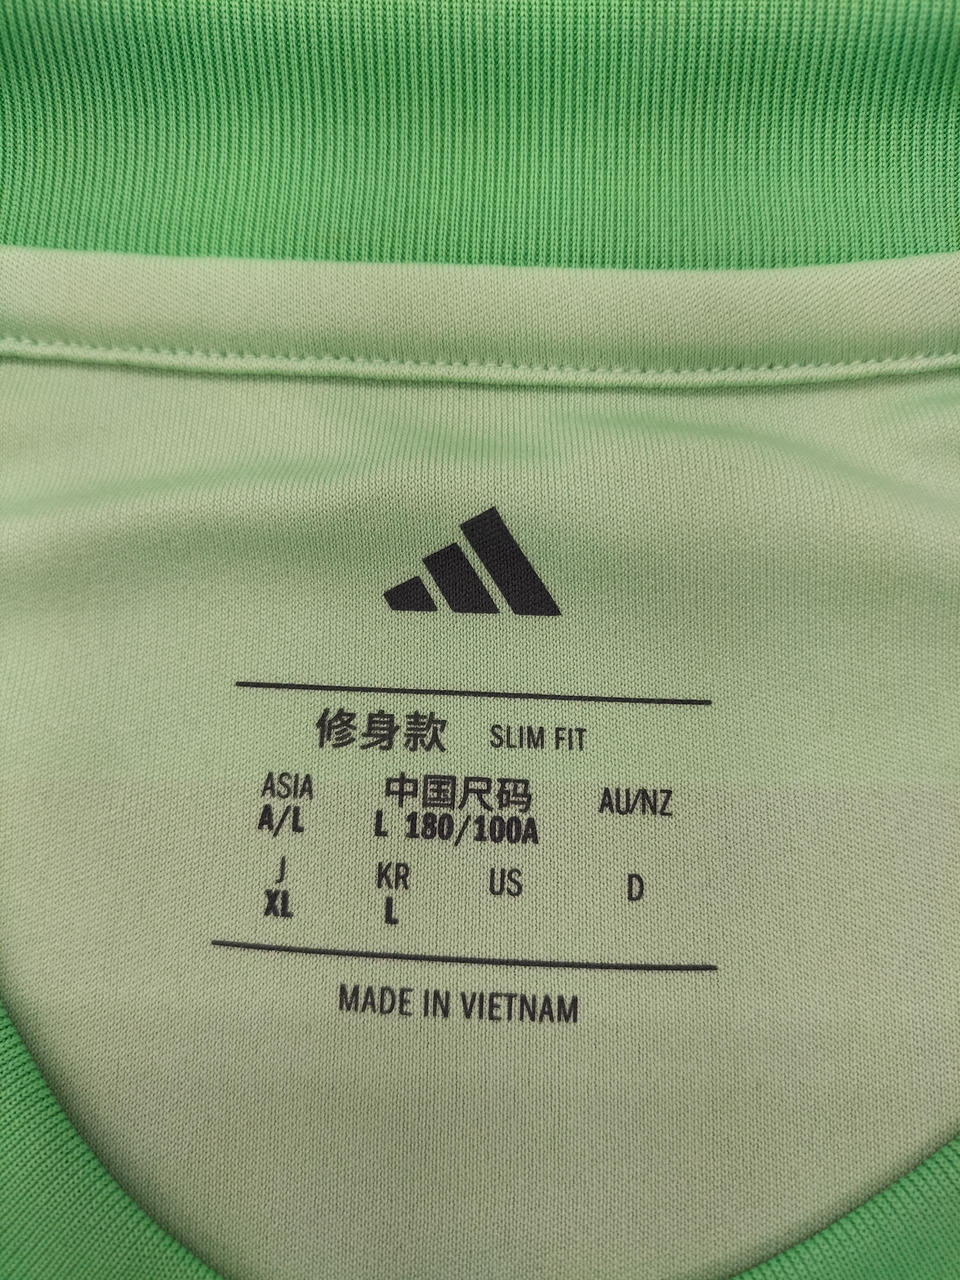 修身款 SLIM FIT
ASIA 中国尺码 AU/NZ
A/L L 180/100A
J KR US D
XL L
MADE IN VIETNAM